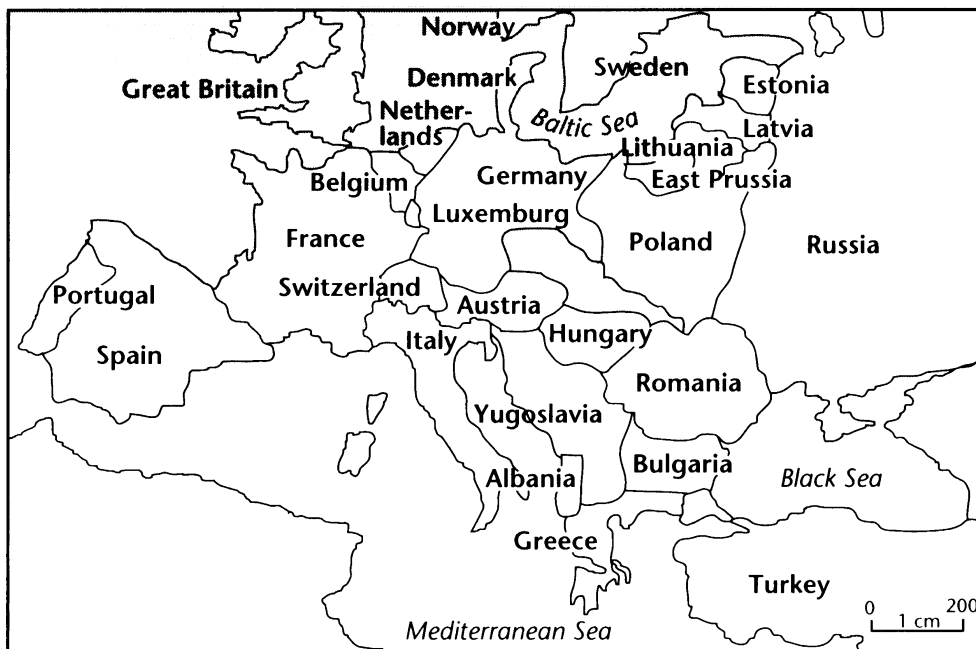 Norway
Great Britain
Denmark
Sweden
Estonia
Nether-
lands
Baltic Sea
Latvia
Lithuania
Belgium
Germany
East Prussia
Luxemburg
France
Poland
Russia
Switzerland
Portugal
Austria
Spain
Italy
Hungary
Romania
Yugoslavia
Albania
Bulgaria
Black Sea
Greece
Turkey
0 200
1 cm
Mediterranean Sea